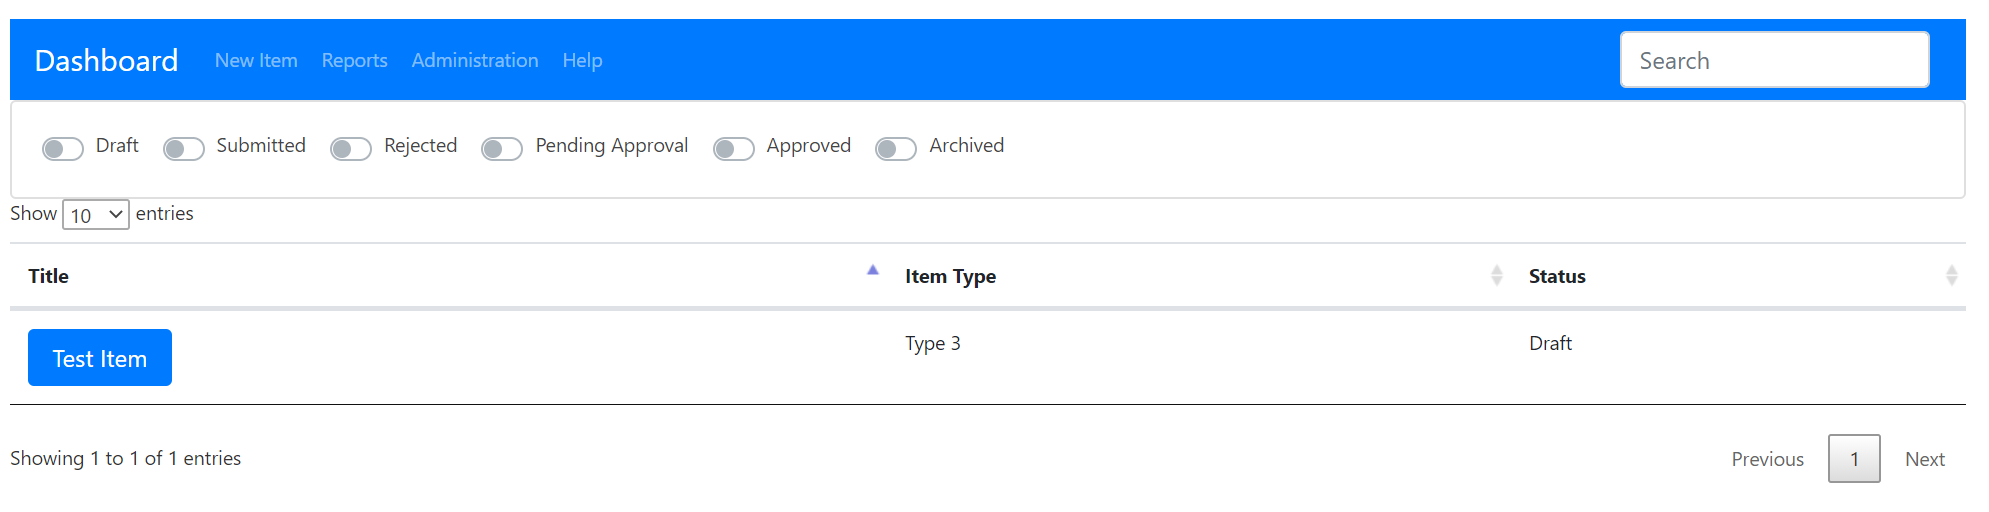 Dashboard New Item Reports Administration Help Search
Draft Submitted Rejected Pending Approval Approved Archived
Show 10 entries
Title Item Type Status
Test Item Type 3 Draft
Showing 1 to 1 of 1 entries Previous 1 Next